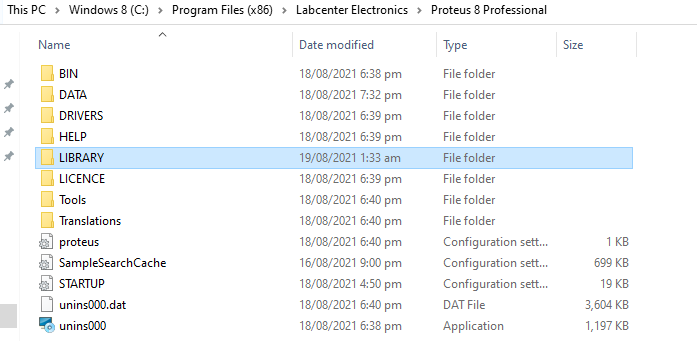 This PC > Windows 8 (C:) > Program Files (x86) > Labcenter Electronics > Proteus 8 Professional
Name Date modified Type Size
BIN 18/08/2021 6:38 pm File folder
DATA 18/08/2021 7:32 pm File folder
DRIVERS 18/08/2021 6:39 pm File folder
HELP 18/08/2021 6:39 pm File folder
LIBRARY 19/08/2021 1:33 am File folder
LICENCE 18/08/2021 6:39 pm File folder
Tools 18/08/2021 6:40 pm File folder
Translations 18/08/2021 6:40 pm File folder
proteus 18/08/2021 6:40 pm Configuration sett... 1 KB
SampleSearchCache 16/08/2021 9:00 pm Configuration sett... 699 KB
STARTUP 18/08/2021 4:50 pm Configuration sett... 19 KB
unins000.dat 18/08/2021 6:40 pm DAT File 3,604 KB
unins000 18/08/2021 6:38 pm Application 1,197 KB